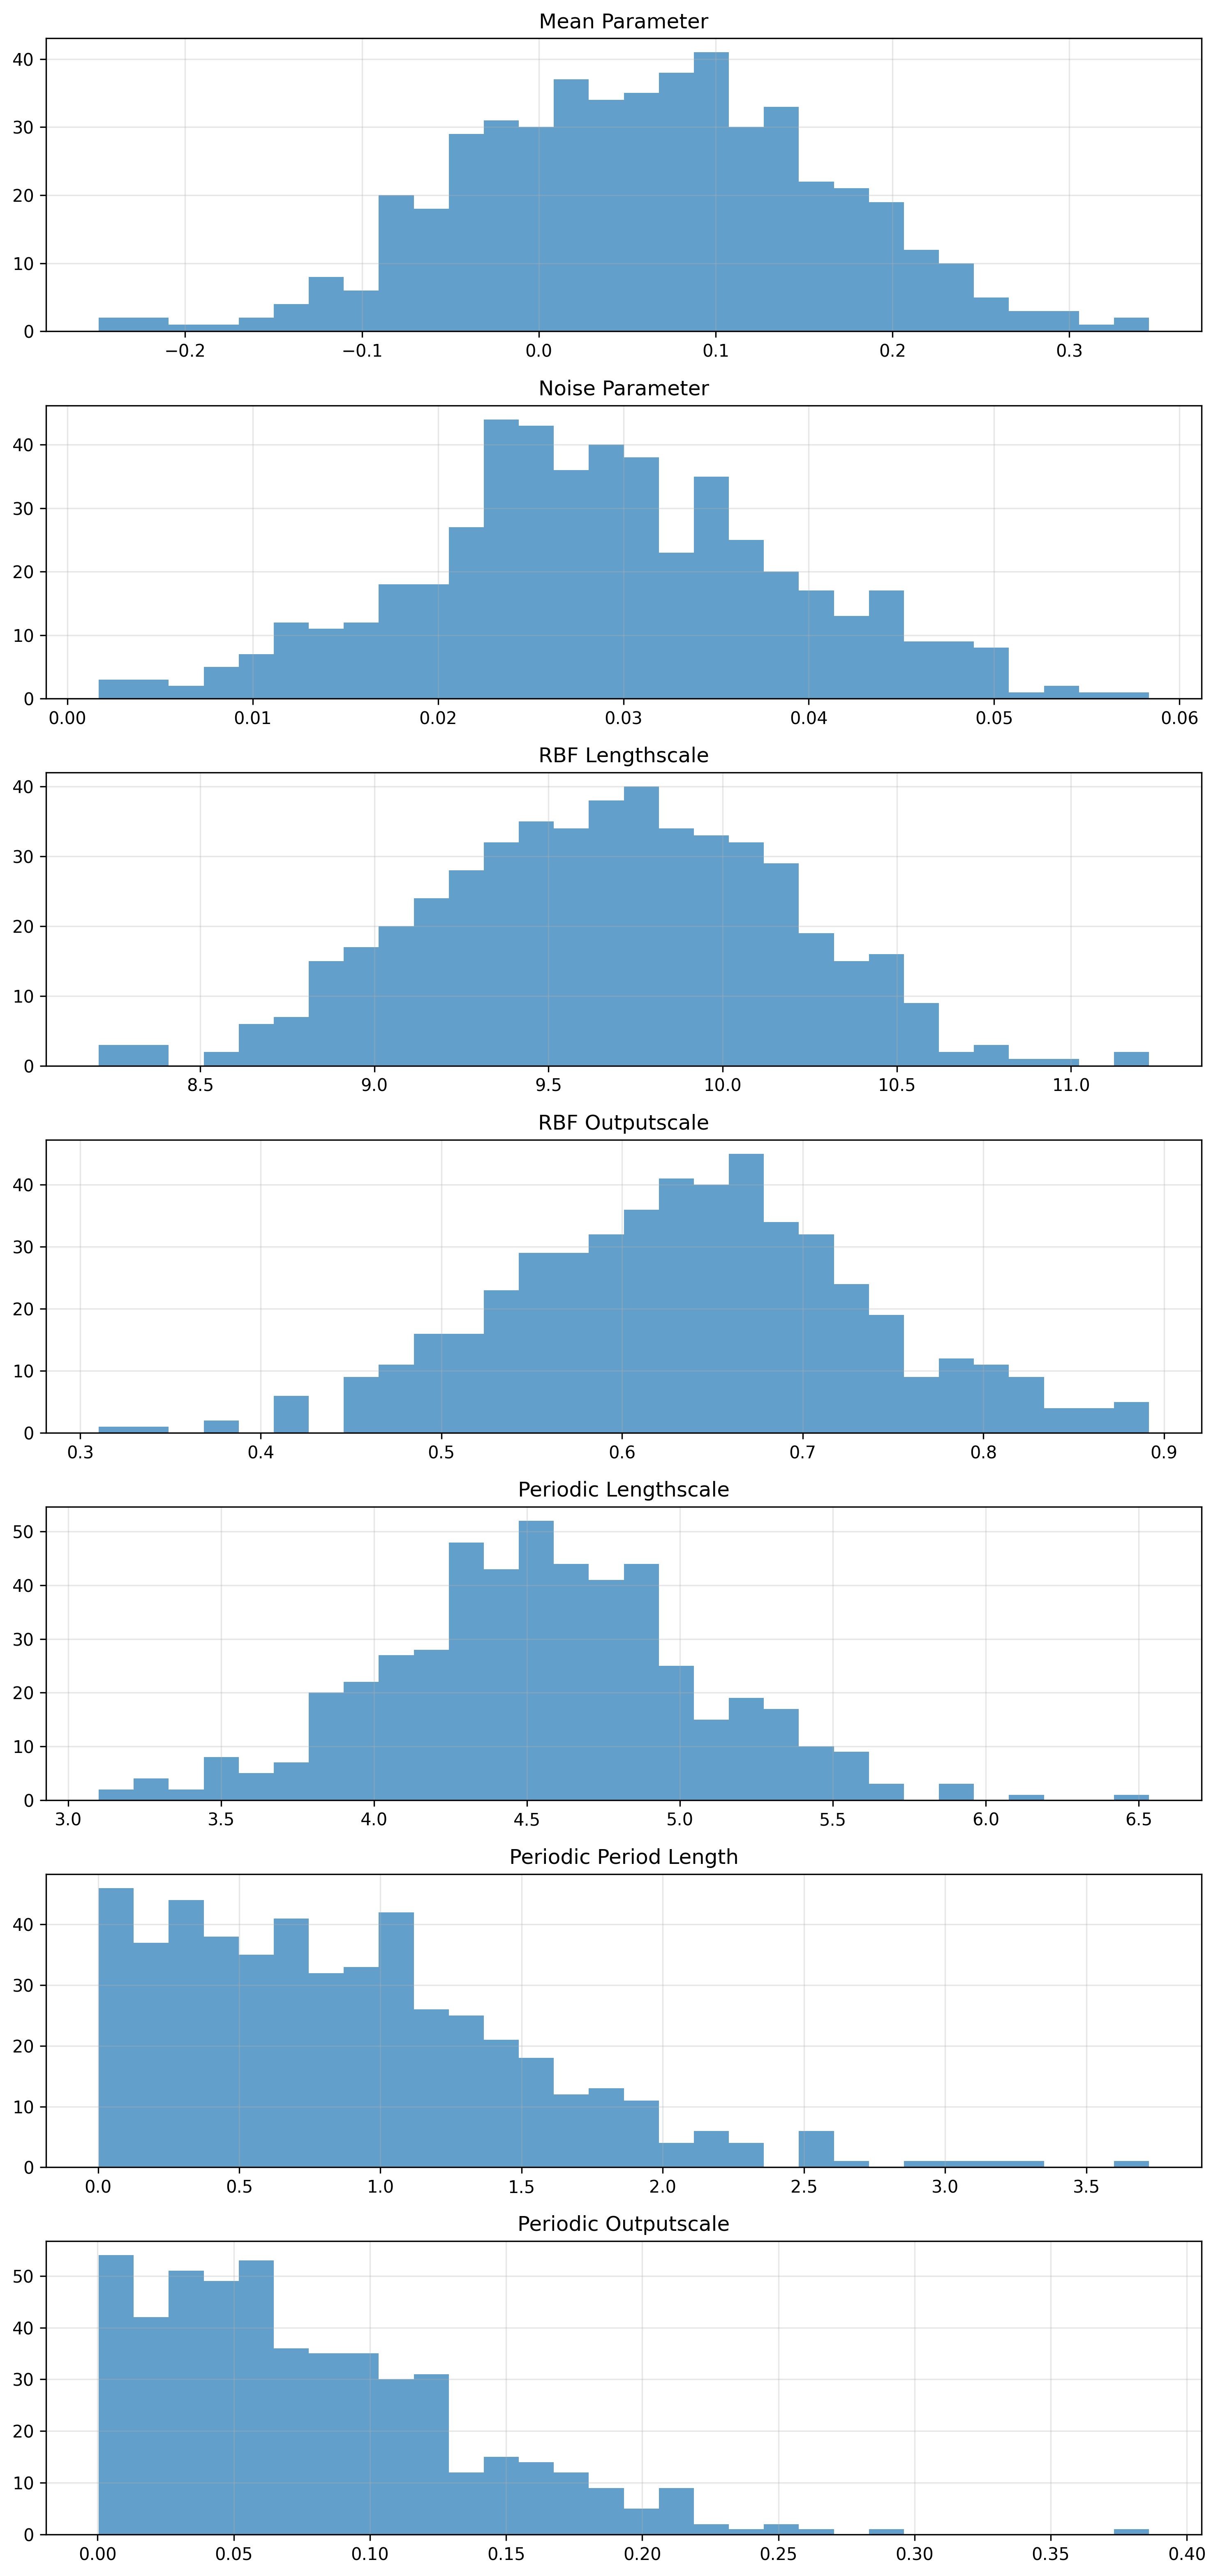 Mean Parameter
40
30
20
10
0
−0.2 −0.1 0.0 0.1 0.2 0.3
Noise Parameter
40
30
20
10
0
0.00 0.01 0.02 0.03 0.04 0.05 0.06
RBF Lengthscale
40
30
20
10
0
8.5 9.0 9.5 10.0 10.5 11.0
RBF Outputscale
40
30
20
10
0
0.3 0.4 0.5 0.6 0.7 0.8 0.9
Periodic Lengthscale
50
40
30
20
10
0
3.0 3.5 4.0 4.5 5.0 5.5 6.0 6.5
Periodic Period Length
40
30
20
10
0
0.0 0.5 1.0 1.5 2.0 2.5 3.0 3.5
Periodic Outputscale
50
40
30
20
10
0
0.00 0.05 0.10 0.15 0.20 0.25 0.30 0.35 0.40